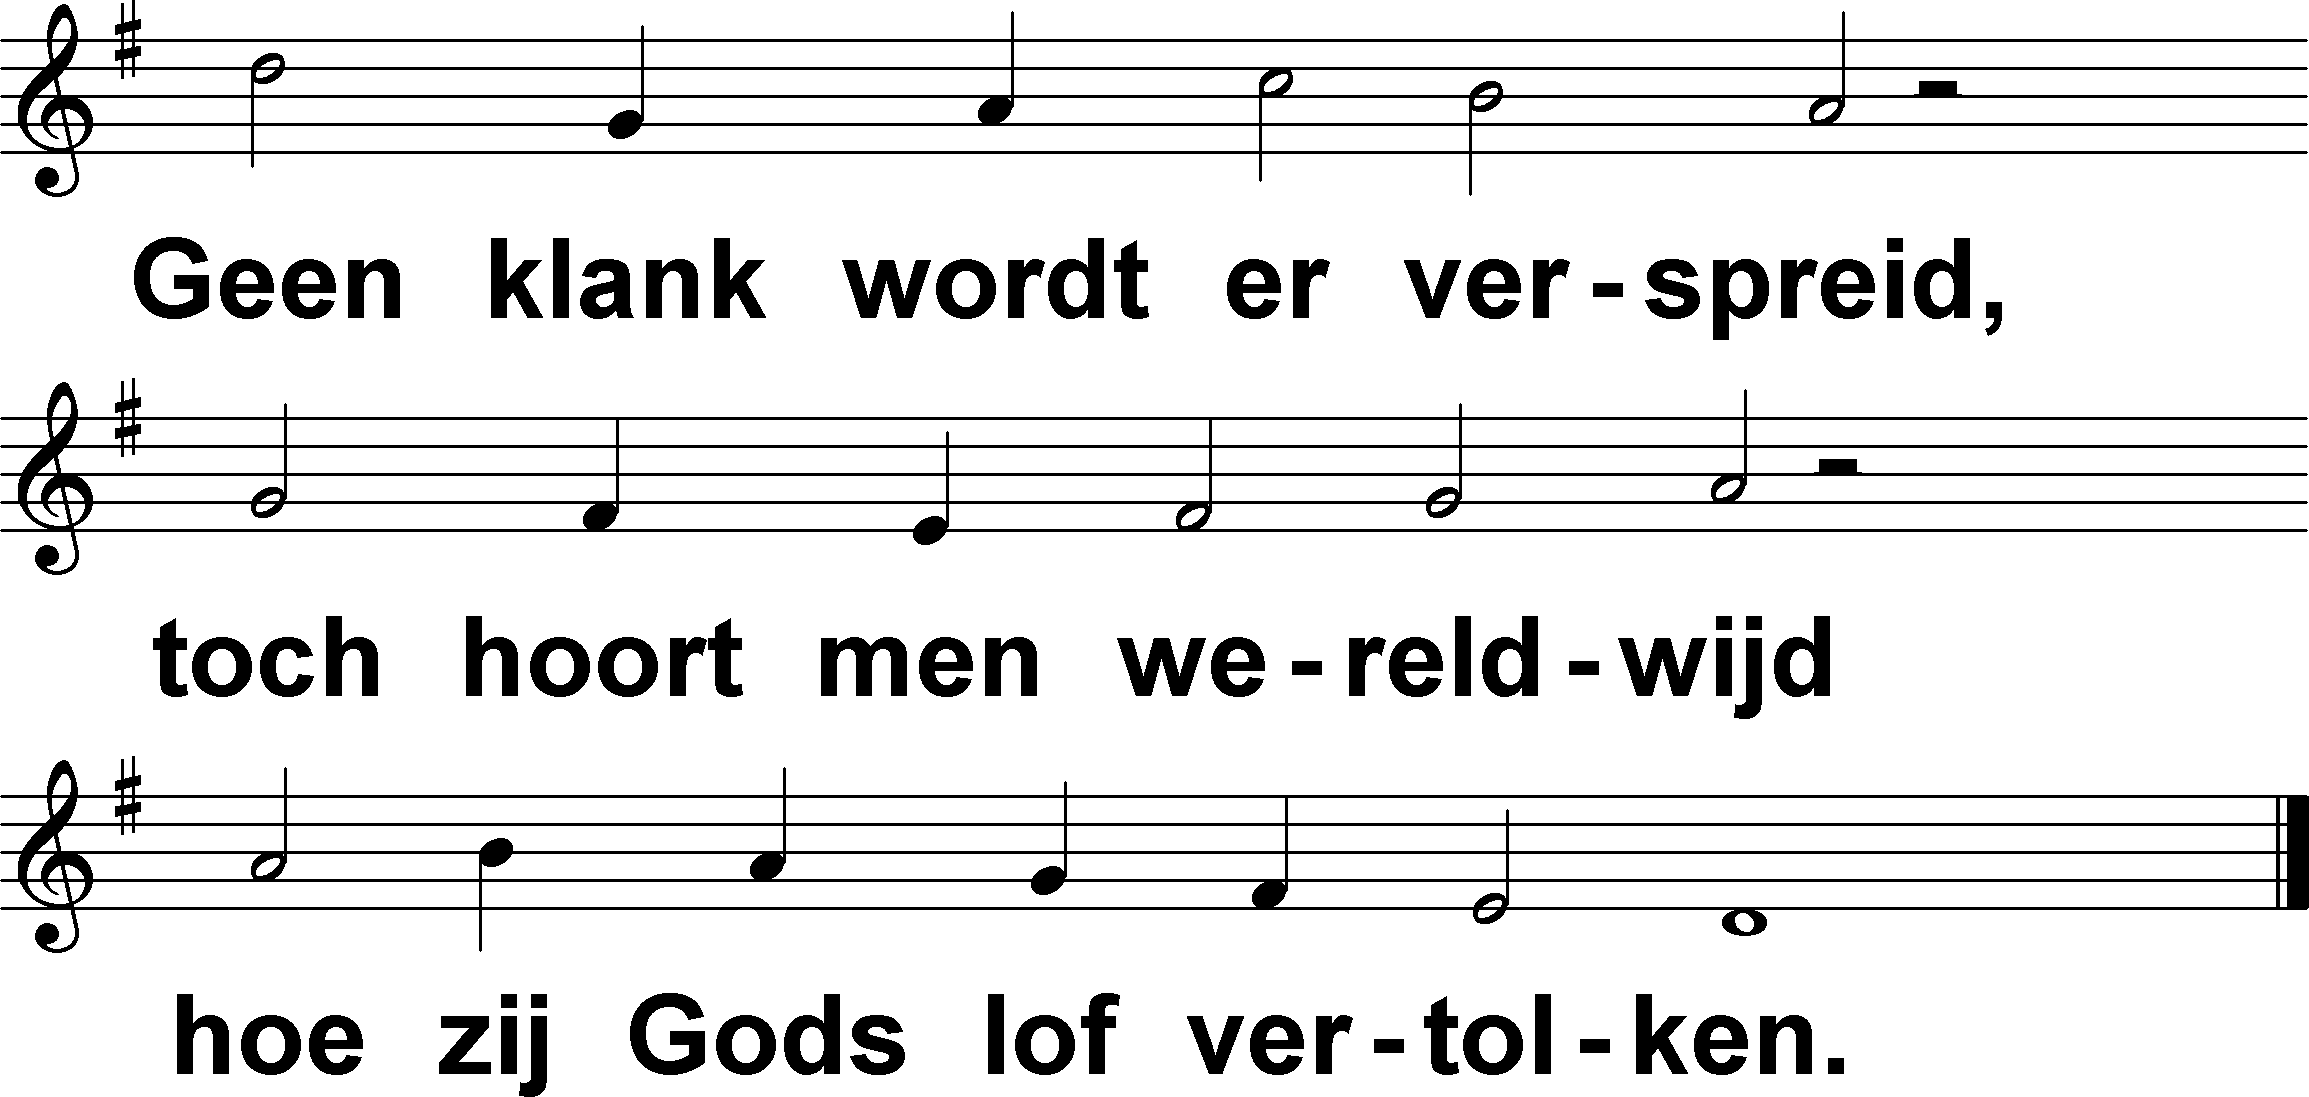 Geen klank wordt er ver-spreid,
toch hoort men we-reld-wijd
hoe zij Gods lof ver-tol-ken.